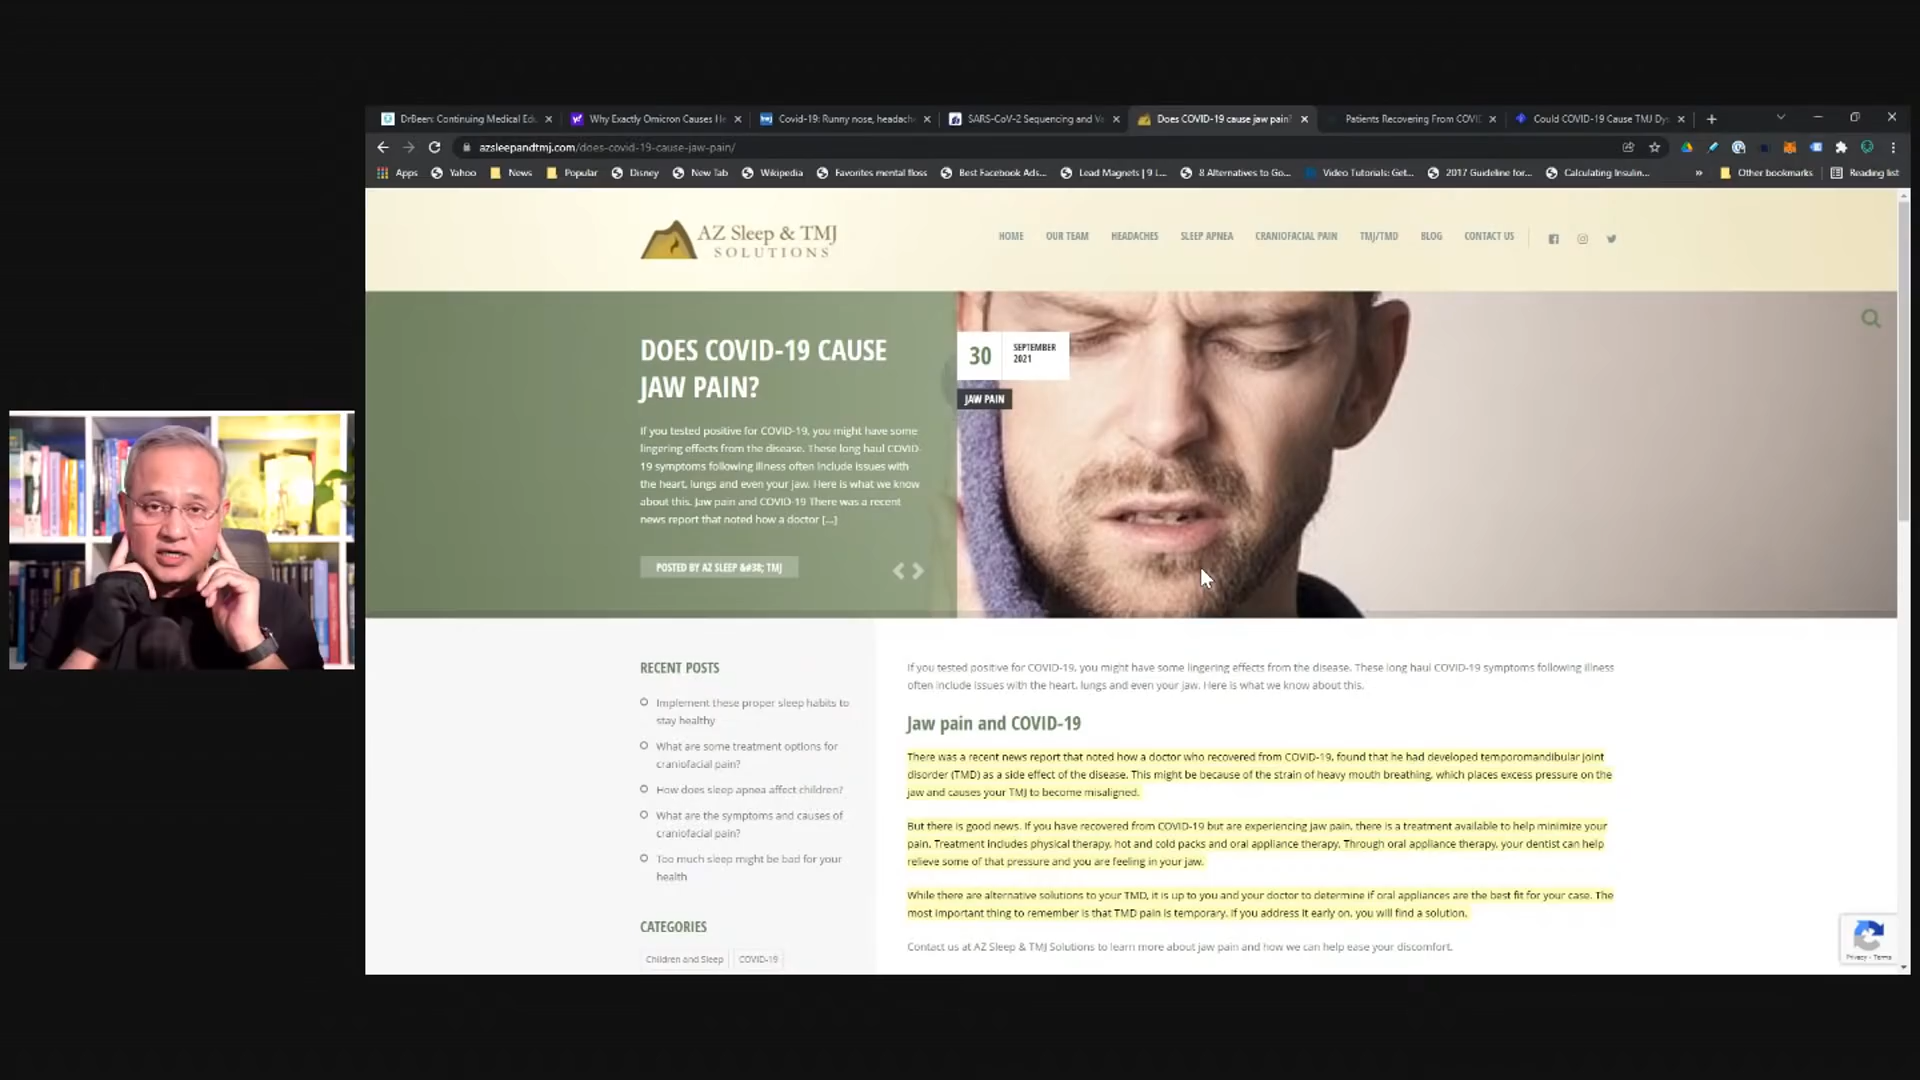 DrBeen: Continuing Medical Edu
Why Exactly Omicron Causes He
Covid-19: Runny nose, headache
SARS-CoV-2 Sequencing and Va
Does COVID-19 cause jaw pain?
Patients Recovering From COVID
Could COVID-19 Cause TMJ Dys
azsleepandtmj.com/does-covid-19-cause-jaw-pain/
Apps
Yahoo
News
Popular
Disney
New Tab
Wikipedia
Favorites mental floss
Best Facebook Ads...
Lead Magnets | 9 L...
8 Alternatives to Go...
Video Tutorials: Get...
2017 Guideline for...
Calculating Insulin...
Other bookmarks
Reading list
AZ Sleep & TMJ
SOLUTIONS
HOME
OUR TEAM
HEADACHES
SLEEP APNEA
CRANIOFACIAL PAIN
TMJ/TMD
BLOG
CONTACT US
DOES COVID-19 CAUSE
JAW PAIN?
If you tested positive for COVID-19, you might have some
lingering effects from the disease. These long haul COVID-
19 symptoms following illness often include issues with
the heart, lungs and even your jaw. Here is what we know
about this. Jaw pain and COVID-19 There was a recent
news report that noted how a doctor [...]
POSTED BY AZ SLEEP &#38; TMJ
30
SEPTEMBER
2021
JAW PAIN
RECENT POSTS
Implement these proper sleep habits to
stay healthy
What are some treatment options for
craniofacial pain?
How does sleep apnea affect children?
What are the symptoms and causes of
craniofacial pain?
Too much sleep might be bad for your
health
CATEGORIES
Children and Sleep
COVID-19
If you tested positive for COVID-19, you might have some lingering effects from the disease. These long haul COVID-19 symptoms following illness
often include issues with the heart, lungs and even your jaw. Here is what we know about this.
Jaw pain and COVID-19
There was a recent news report that noted how a doctor who recovered from COVID-19, found that he had developed temporomandibular joint
disorder (TMD) as a side effect of the disease. This might be because of the strain of heavy mouth breathing, which places excess pressure on the
jaw and causes your TMJ to become misaligned.
But there is good news. If you have recovered from COVID-19 but are experiencing jaw pain, there is a treatment available to help minimize your
pain. Treatment includes physical therapy, hot and cold packs and oral appliance therapy. Through oral appliance therapy, your dentist can help
relieve some of that pressure and you are feeling in your jaw.
While there are alternative solutions to your TMD, it is up to you and your doctor to determine if oral appliances are the best fit for your case. The
most important thing to remember is that TMD pain is temporary. If you address it early on, you will find a solution.
Contact us at AZ Sleep & TMJ Solutions to learn more about jaw pain and how we can help ease your discomfort.
Privacy - Terms